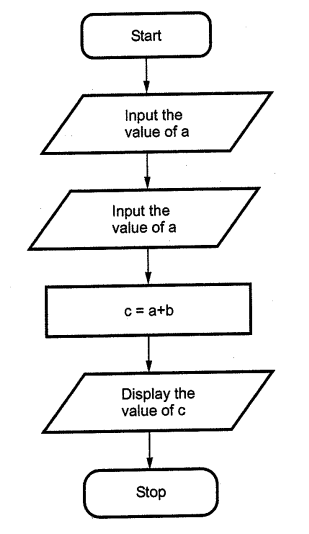 Start
Input the
value of a
Input the
value of a
c = a+b
Display the
value of c
Stop